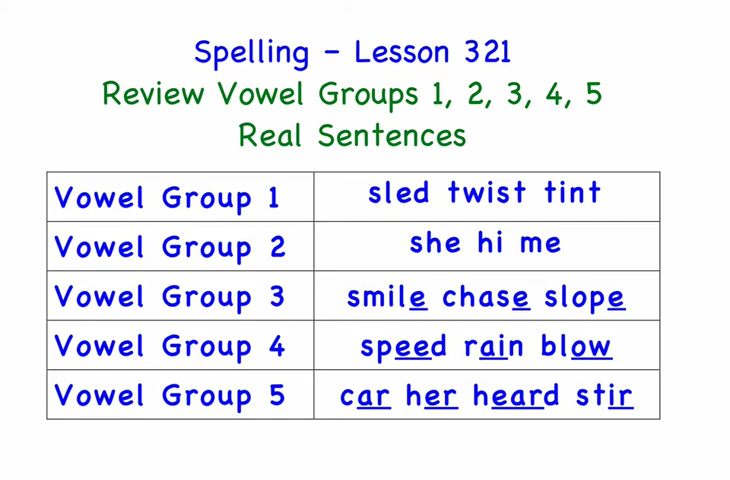 Spelling – Lesson 321
Review Vowel Groups 1, 2, 3, 4, 5
Real Sentences
Vowel Group 1 sled twist tint
Vowel Group 2 she hi me
Vowel Group 3 smile chase slope
Vowel Group 4 speed rain blow
Vowel Group 5 car her heard stir